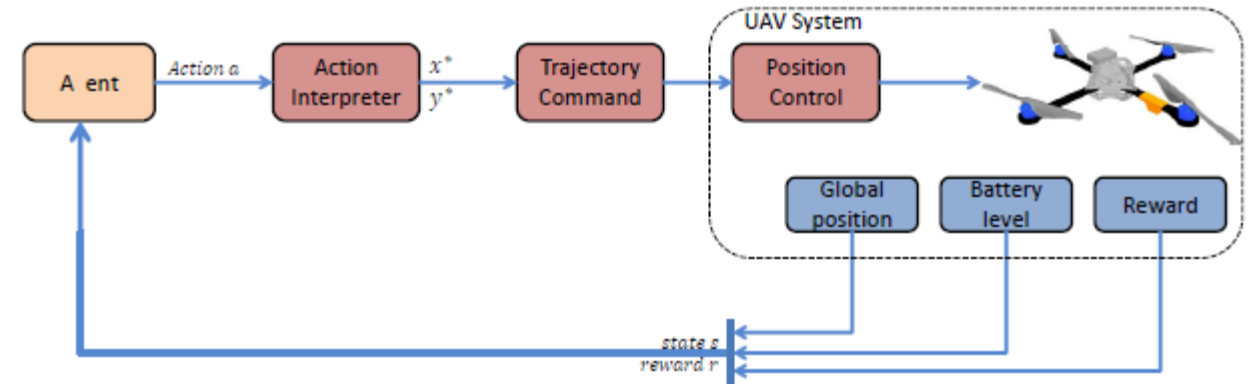 UAV System
A ent
Action a
Action
Interpreter
x*
y*
Trajectory
Command
Position
Control
Global
position
Battery
level
Reward
state s
reward r